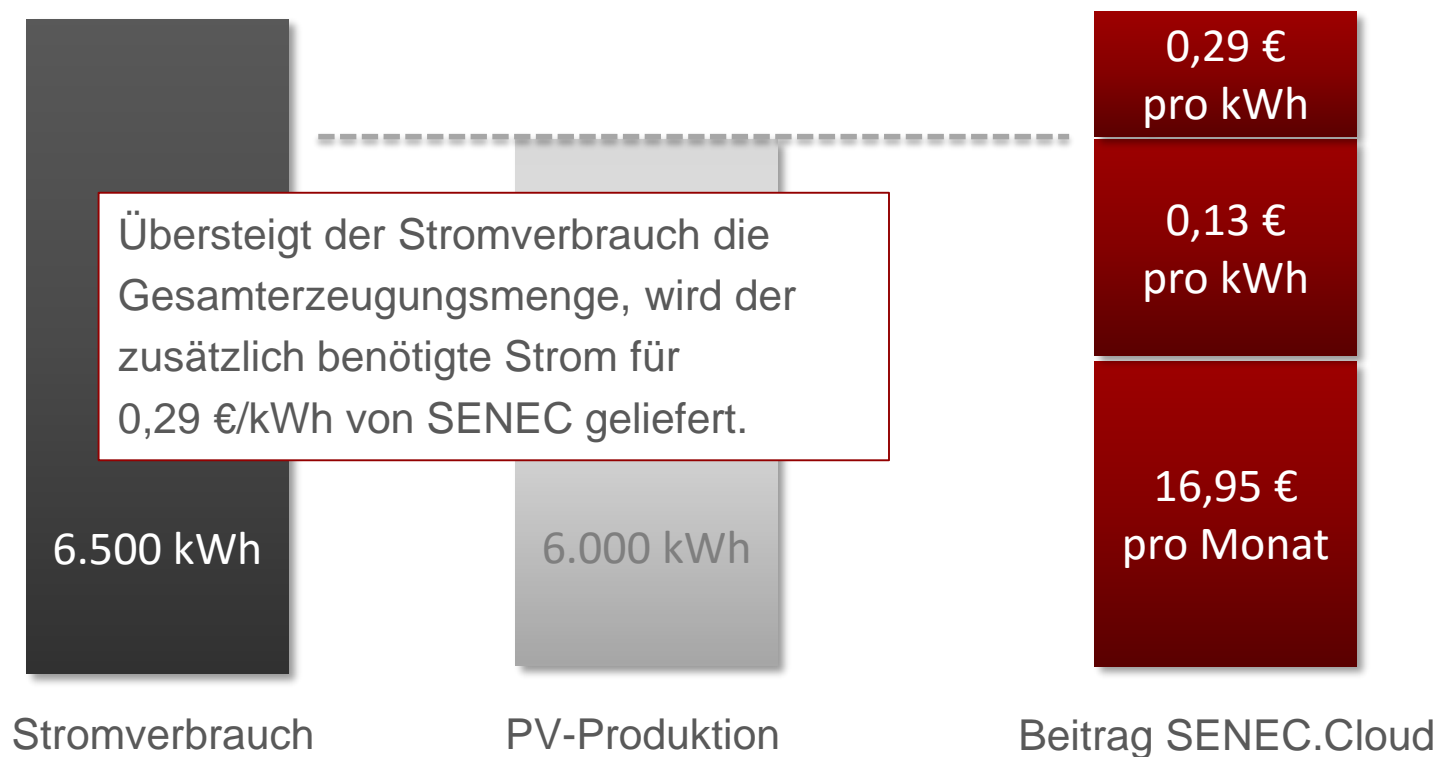 0,29 €
pro kWh
0,13 €
pro kWh
Übersteigt der Stromverbrauch die
Gesamterzeugungsmenge, wird der
zusätzlich benötigte Strom für
0,29 €/kWh von SENEC geliefert.
16,95 €
pro Monat
6.500 kWh
6.000 kWh
Stromverbrauch
PV-Produktion
Beitrag SENEC.Cloud